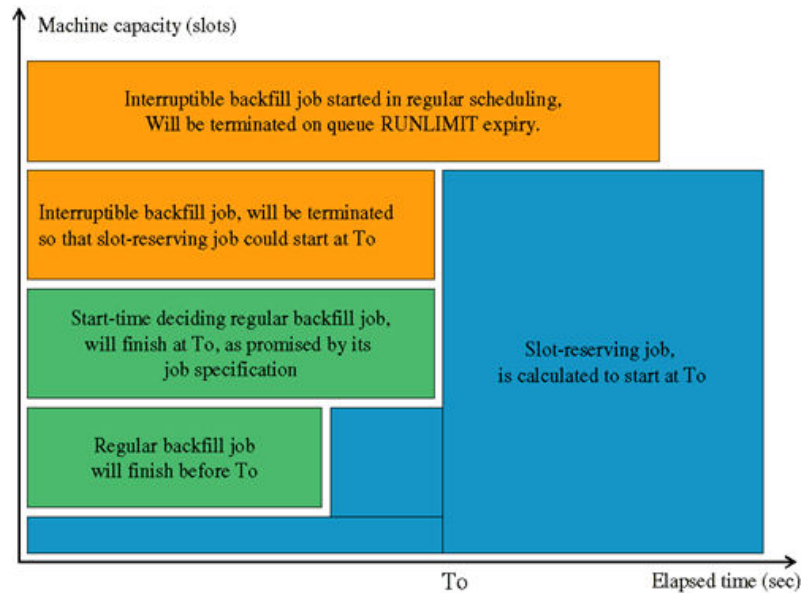 Machine capacity (slots)
Interruptible backfill job started in regular scheduling,
Will be terminated on queue RUNLIMIT expiry.
Interruptible backfill job, will be terminated
so that slot-reserving job could start at To
Start-time deciding regular backfill job,
will finish at To, as promised by its
job specification
Slot-reserving job,
is calculated to start at To
Regular backfill job
will finish before To
To
Elapsed time (sec)